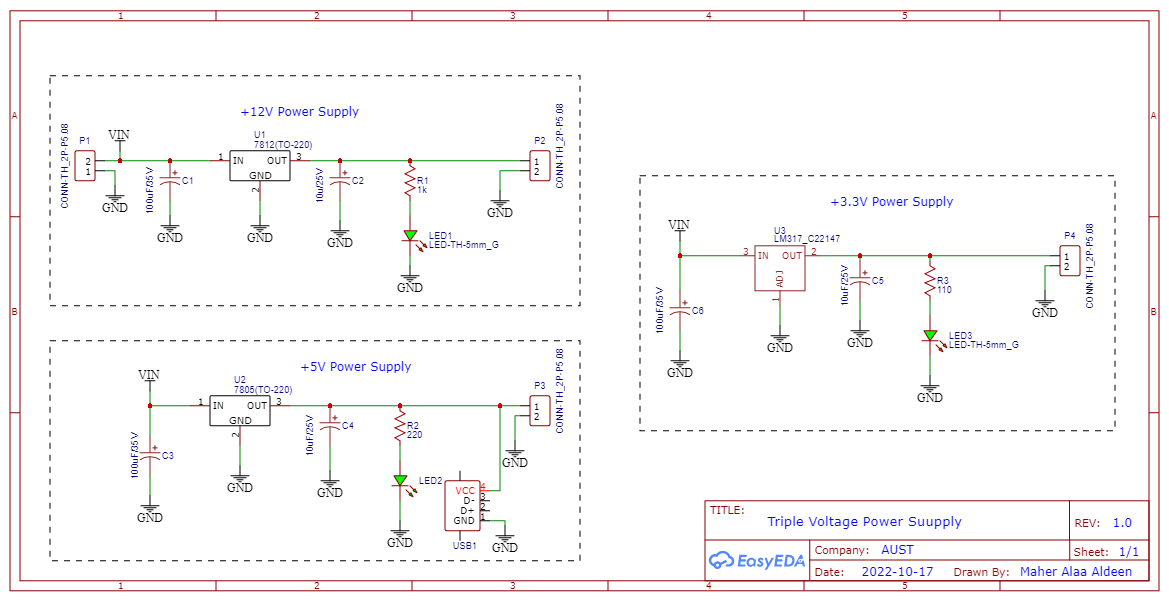 1 2 3 4 5
A
B
A
B
+12V Power Supply
CONN-TH_2P-P5.08
P1
2
1
VIN
GND
100uF/35V
C1
GND
U1
7812(TO-220)
1 IN OUT 3
GND
2
GND
10u/25V
C2
GND
R1
1k
LED1
LED-TH-5mm_G
GND
P2
1
2
CONN-TH_2P-P5.08
GND
+5V Power Supply
VIN
100uF/35V
C3
GND
U2
7805(TO-220)
1 IN OUT 3
GND
2
GND
10uF/25V
C4
GND
R2
220
LED2
GND
VCC 4
D- 3
D+ 2
GND 1
USB1
GND
P3
1
2
CONN-TH_2P-P5.08
GND
+3.3V Power Supply
VIN
100uF/35V
C6
GND
U3
LM317_C22147
3 IN OUT 2
ADJ
1
GND
10uF/25V
C5
GND
R3
110
LED3
LED-TH-5mm_G
GND
P4
1
2
CONN-TH_2P-P5.08
GND
TITLE:
Triple Voltage Power Suupply
REV: 1.0
EasyEDA
Company: AUST
Sheet: 1/1
Date: 2022-10-17 Drawn By: Maher Alaa Aldeen
1 2 3 4 5